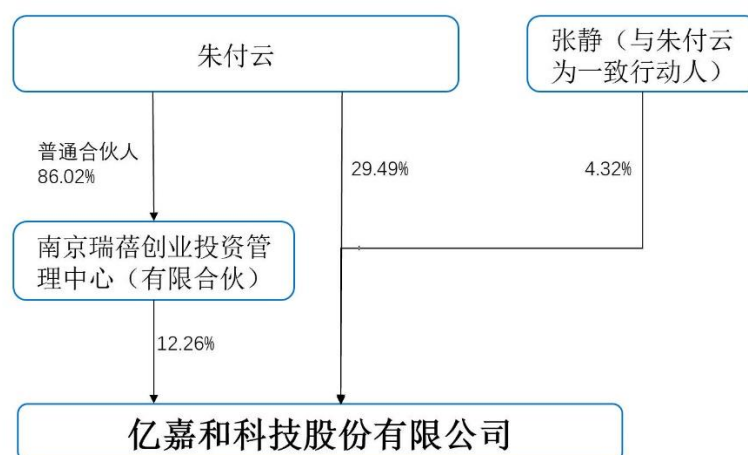 朱付云
张静（与朱付云
为一致行动人）
普通合伙人
86.02%
29.49%
4.32%
南京瑞蓓创业投资管
理中心（有限合伙）
12.26%
亿嘉和科技股份有限公司